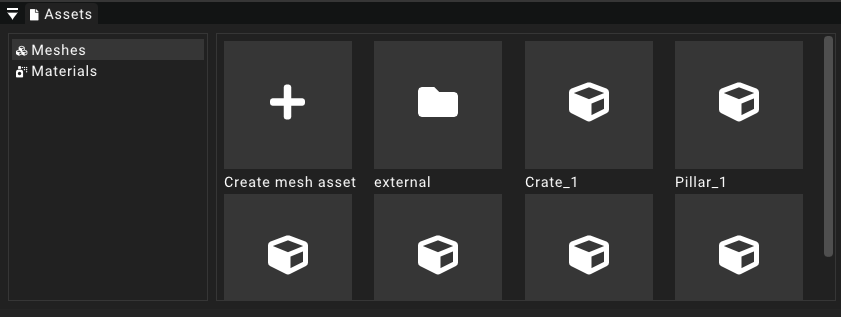 Assets
Meshes
Materials
Create mesh asset
external
Crate_1
Pillar_1